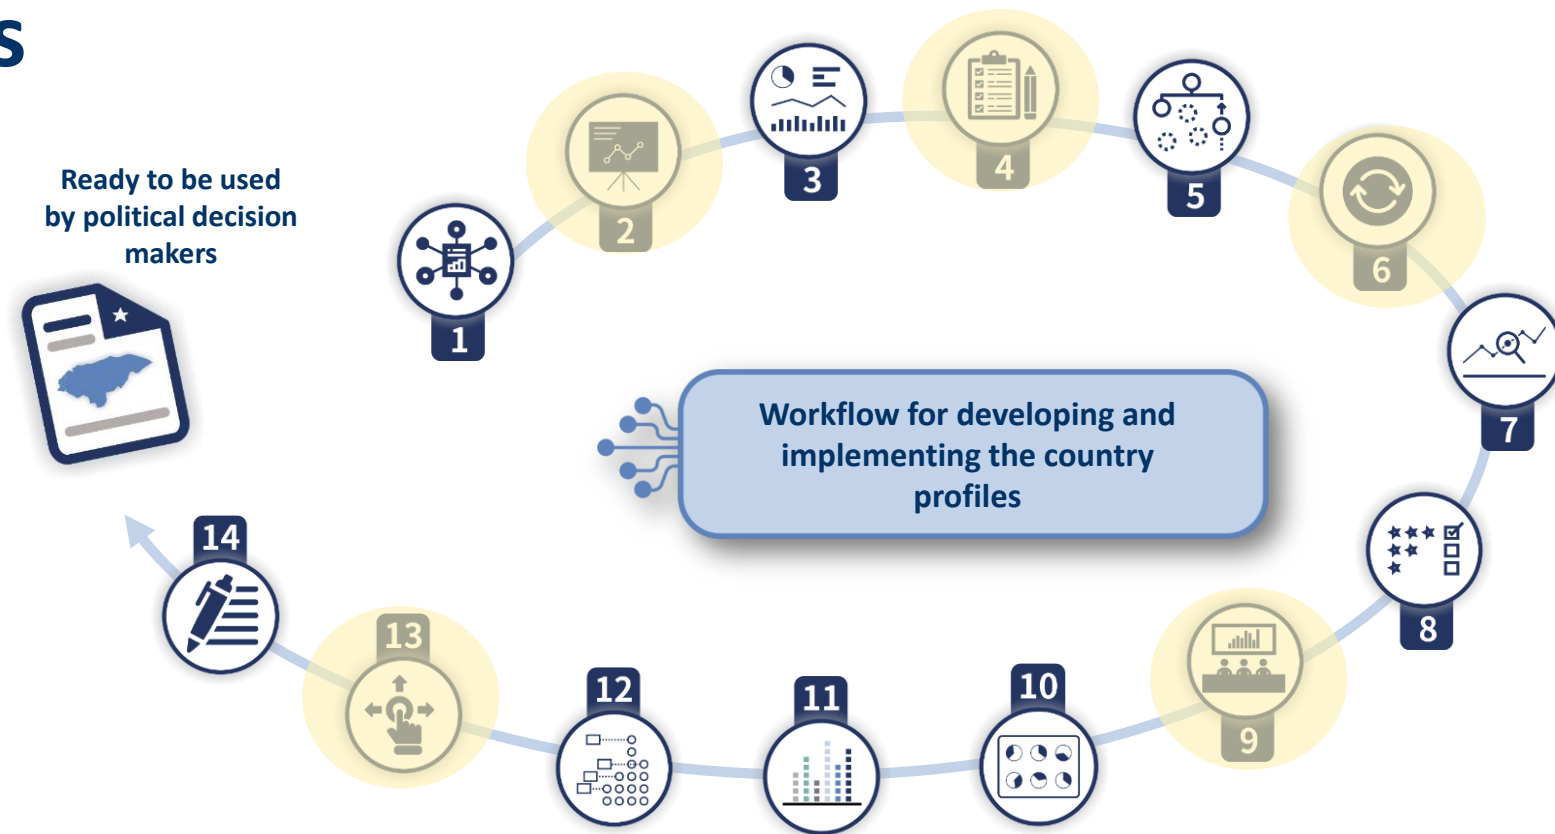 s
Ready to be used
by political decision
makers
1
2
3
4
5
6
7
8
9
10
11
12
13
14
Workflow for developing and
implementing the country
profiles